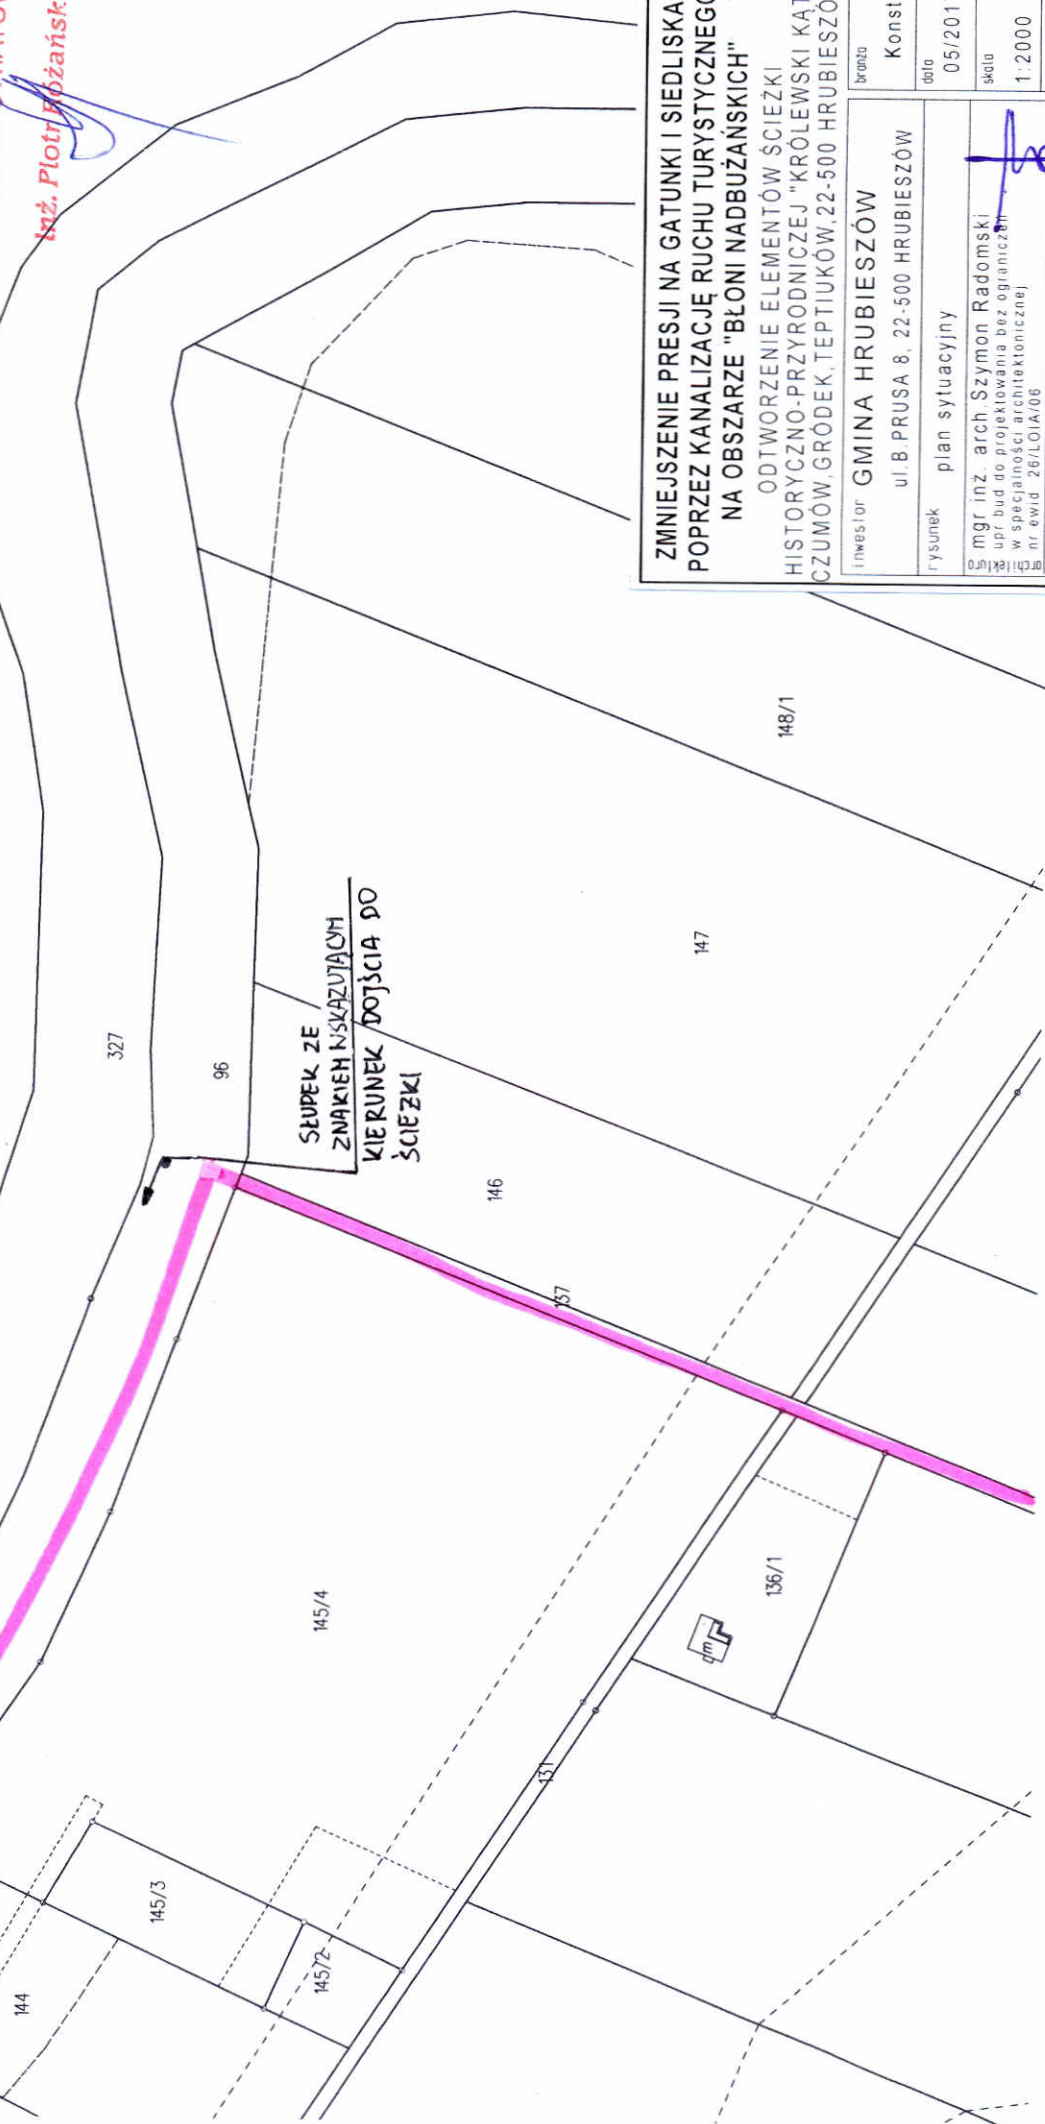 inż. Piotr Różańsk
327
96
SŁUPEK ZE
ZNAKIEM WSKAZUJĄCYM
KIERUNEK DOJŚCIA DO
ŚCIEZKI
146
147
148/1
137
145/4
136/1
m
131
145/3
145/2
144
ZMNIEJSZENIE PRESJI NA GATUNKI I SIEDLISKA
POPRZEZ KANALIZACJĘ RUCHU TURYSTYCZNEGO
NA OBSZARZE "BŁONI NADBUŻAŃSKICH"
ODTWORZENIE ELEMENTÓW ŚCIEŻKI
HISTORYCZNO-PRZYRODNICZEJ "KRÓLEWSKI KĄT
CZUMÓW,GRÓDEK,TEPTIUKÓW,22-500 HRUBIESZÓ
inwestor GMINA HRUBIESZÓW
ul.B.PRUSA 8, 22-500 HRUBIESZÓW
branża
Konst
rysunek plan sytuacyjny
data
05/201
architektura
mgr inż. arch.Szymon Radomski
upr bud do projektowania bez ograniczeń
w specjalności architektonicznej
nr ewid 26/LOIA/06
skala
1:2000